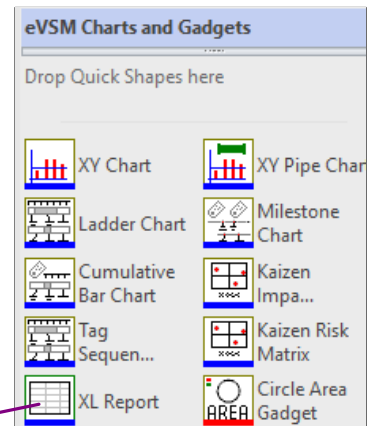 eVSM Charts and Gadgets
Drop Quick Shapes here
XY Chart
XY Pipe Char
Ladder Chart
Milestone
Chart
Cumulative
Bar Chart
Kaizen
Impa...
Tag
Sequen...
Kaizen Risk
Matrix
XL Report
AREA
Circle Area
Gadget